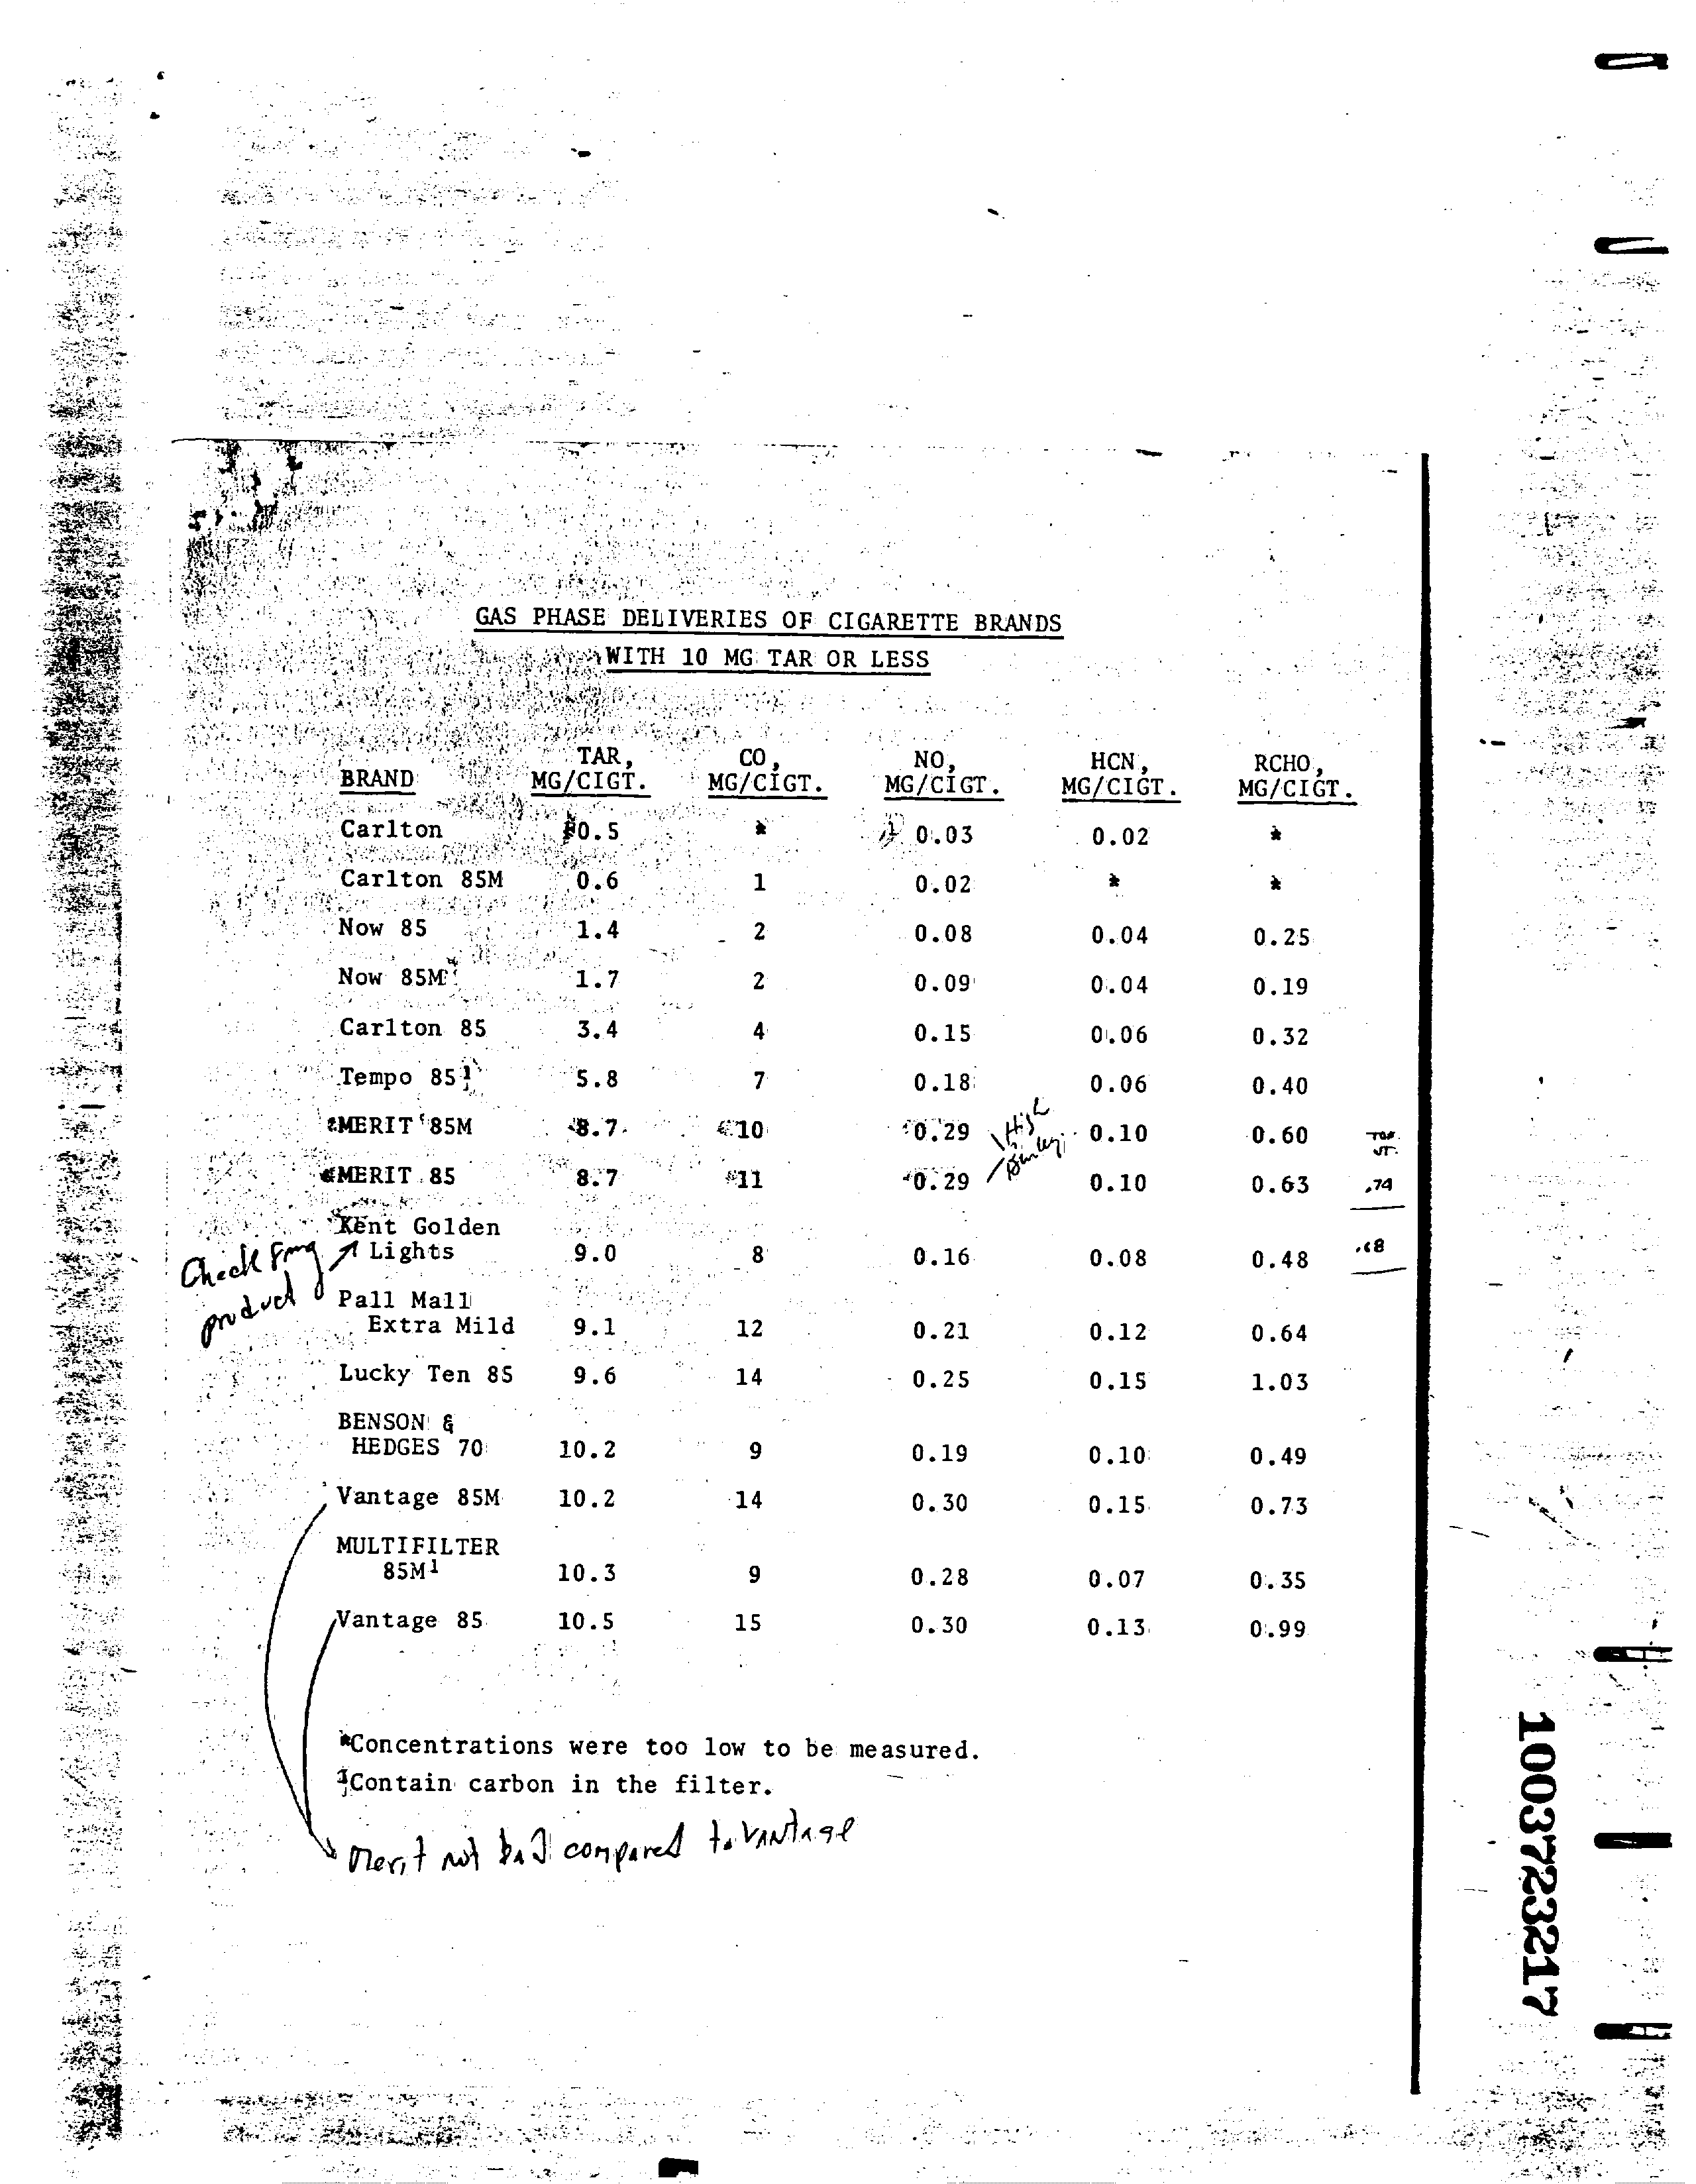 GAS PHASE DELIVERIES OF CIGARETTE BRANDS
WITH 10 MG TAR OR LESS
BRAND TAR, MG/CIGT. CO, MG/CIGT. NO, MG/CIGT. HCN, MG/CIGT. RCHO, MG/CIGT.
Carlton 0.5 * 0.03 0.02 *
Carlton 85M 0.6 1 0.02 * *
Now 85 1.4 2 0.08 0.04 0.25
Now 85M 1.7 2 0.09 0.04 0.19
Carlton 85 3.4 4 0.15 0.06 0.32
Tempo 85¹ 5.8 7 0.18 0.06 0.40
MERIT 85M 8.7 10 0.29 0.10 0.60
High
Burley
MERIT 85 8.7 11 0.29 0.10 0.63 .74
Kent Golden
Lights 9.0 8 0.16 0.08 0.48 .68
Check
product
Pall Mall
Extra Mild 9.1 12 0.21 0.12 0.64
Lucky Ten 85 9.6 14 0.25 0.15 1.03
BENSON &
HEDGES 70 10.2 9 0.19 0.10 0.49
Vantage 85M 10.2 14 0.30 0.15 0.73
MULTIFILTER
85M¹ 10.3 9 0.28 0.07 0.35
Vantage 85 10.5 15 0.30 0.13 0.99
*Concentrations were too low to be measured.
¹Contain carbon in the filter.
Merit not bad compared to Vantage
1003723217